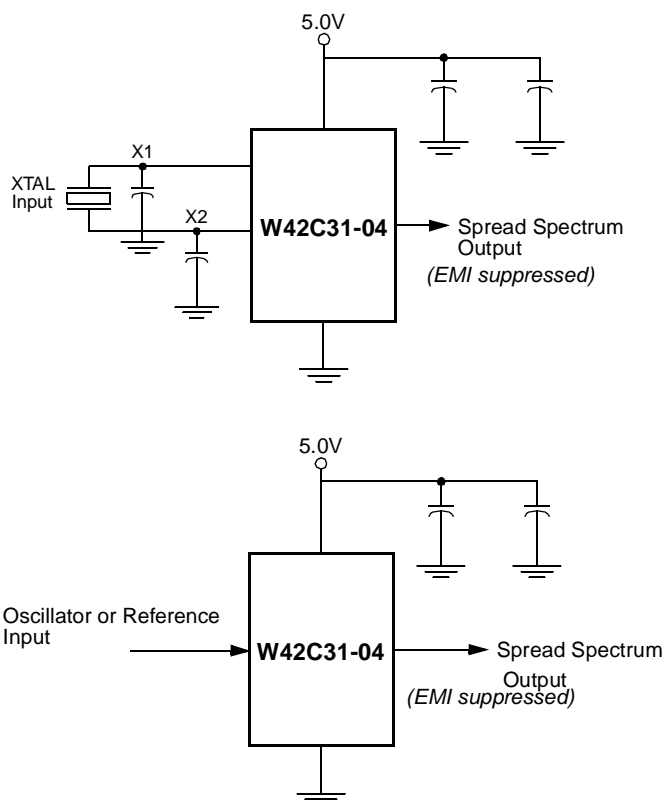 5.0V
X1
XTAL
Input
X2
W42C31-04
Spread Spectrum
Output
(EMI suppressed)
5.0V
Oscillator or Reference
Input
W42C31-04
Spread Spectrum
Output
(EMI suppressed)